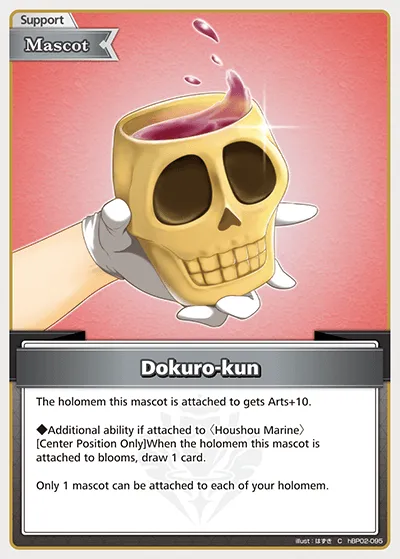 Support
Mascot
Dokuro-kun
The holomem this mascot is attached to gets Arts+10.
◆Additional ability if attached to 〈Houshou Marine〉
[Center Position Only]When the holomem this mascot is
attached to blooms, draw 1 card.
Only 1 mascot can be attached to each of your holomem.
illust : はずき C hBP02-095